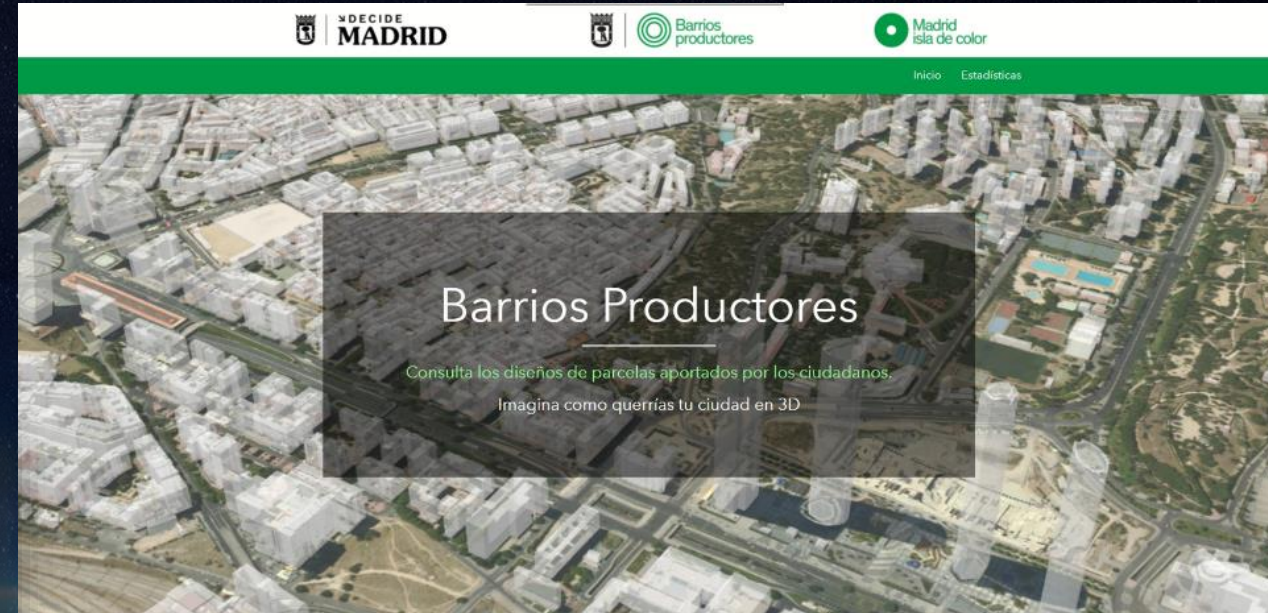 DECIDE
MADRID
Barrios
productores
Madrid
isla de color
Inicio Estadísticas
Barrios Productores
Consulta los diseños de parcelas aportados por los ciudadanos.
Imagina como querrías tu ciudad en 3D